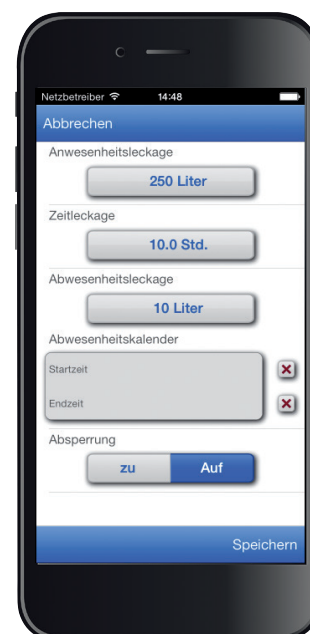 Netzbetreiber 14:48
Abbrechen
Anwesenheitsleckage
250 Liter
Zeitleckage
10.0 Std.
Abwesenheitsleckage
10 Liter
Abwesenheitskalender
Startzeit
Endzeit
Absperrung
zu Auf
Speichern